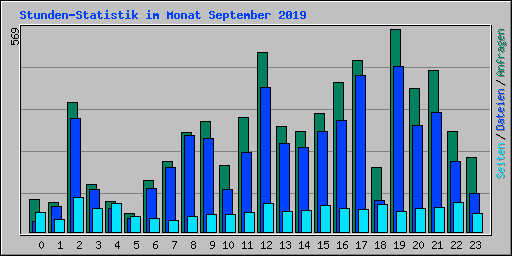 Stunden-Statistik im Monat September 2019
569
Seiten / Dateien / Anfragen
0 1 2 3 4 5 6 7 8 9 10 11 12 13 14 15 16 17 18 19 20 21 22 23